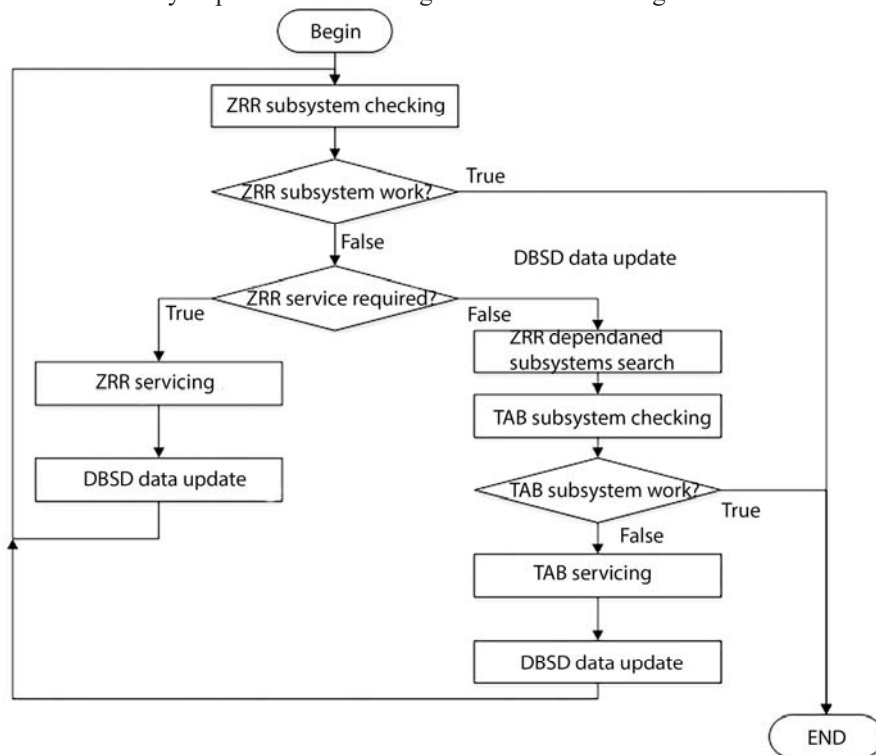 Begin
ZRR subsystem checking
ZRR subsystem work?
True
False
DBSD data update
ZRR service required?
True
False
ZRR dependaned
subsystems search
ZRR servicing
TAB subsystem checking
DBSD data update
TAB subsystem work?
True
False
TAB servicing
DBSD data update
END